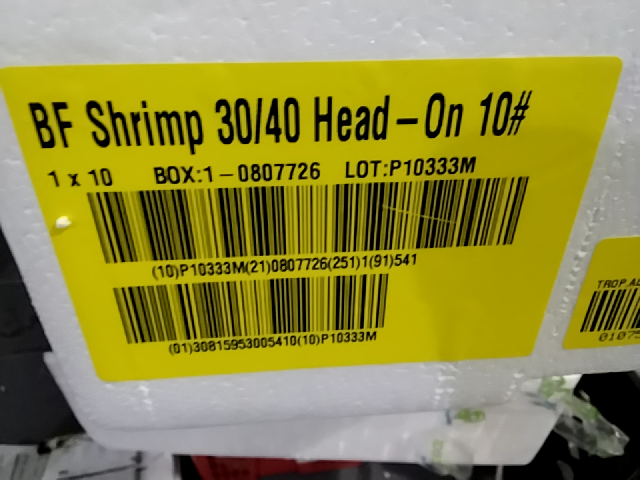 BF Shrimp 30/40 Head-On 10#
1 x 10 BOX:1-0807726 LOT:P10333M
(10)P10333M(21)0807726(251)1(91)541
(01)30815953005410(10)P10333M
TROP.